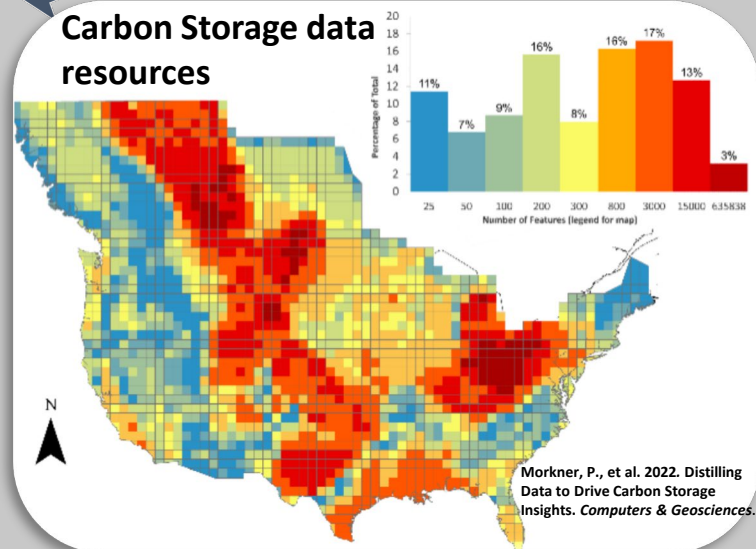 Carbon Storage data
resources
Percentage of Total
20
18
16
14
12
10
8
6
4
2
0
11%
7%
9%
16%
8%
16%
17%
13%
3%
25 50 100 200 300 800 3000 15000 635838
Number of Features (legend for map)
N
Morkner, P., et al. 2022. Distilling
Data to Drive Carbon Storage
Insights. Computers & Geosciences.